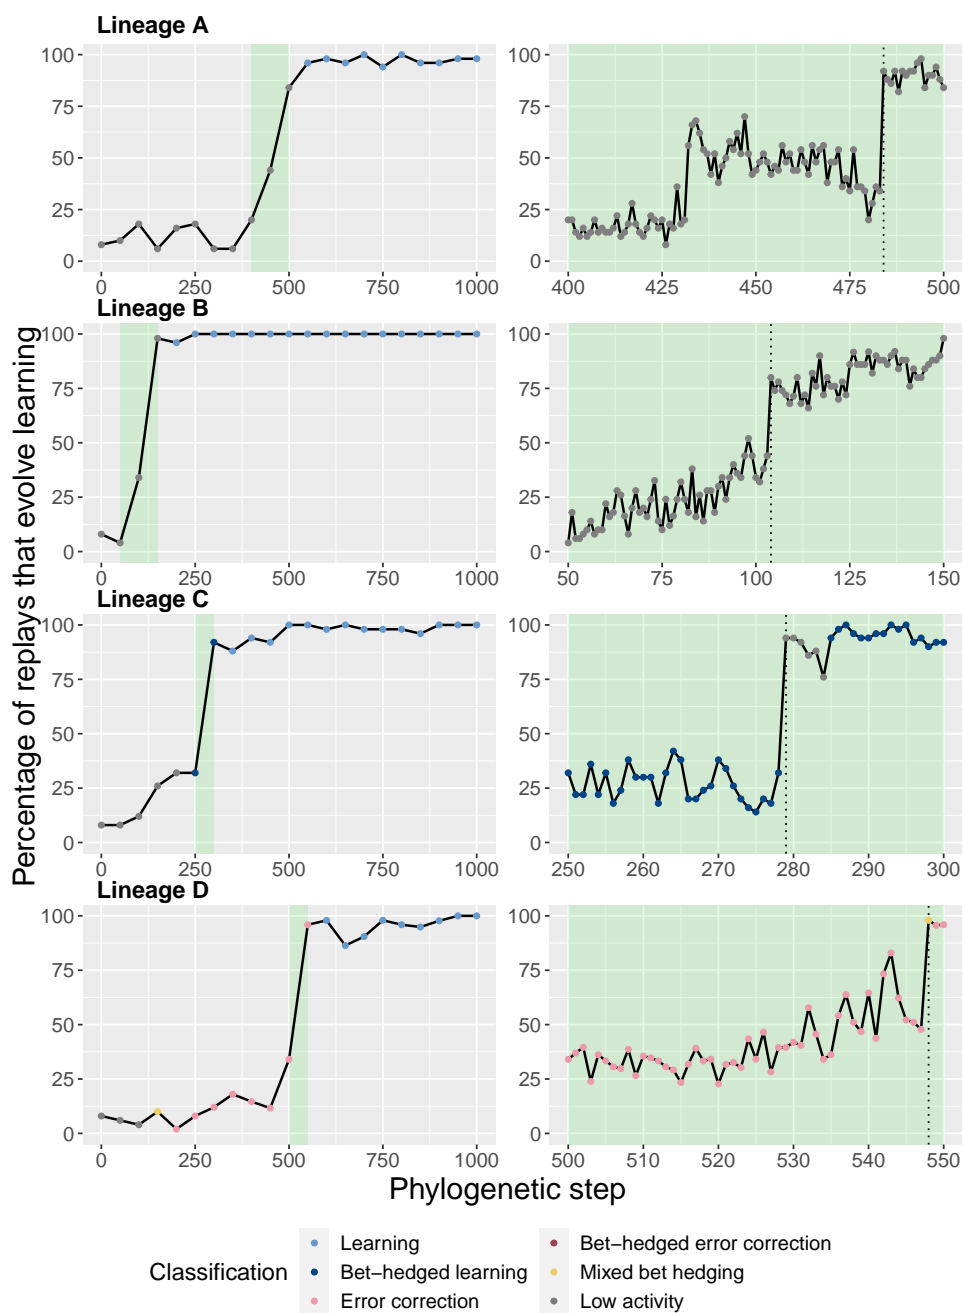 Lineage A
100
75
50
25
0
0 250 500 750 1000
100
75
50
25
0
400 425 450 475 500
Lineage B
100
75
50
25
0
0 250 500 750 1000
100
75
50
25
0
50 75 100 125 150
Lineage C
100
75
50
25
0
0 250 500 750 1000
100
75
50
25
0
250 260 270 280 290 300
Lineage D
100
75
50
25
0
0 250 500 750 1000
100
75
50
25
0
500 510 520 530 540 550
Percentage of replays that evolve learning
Phylogenetic step
Classification
Learning
Bet−hedged learning
Error correction
Bet−hedged error correction
Mixed bet hedging
Low activity